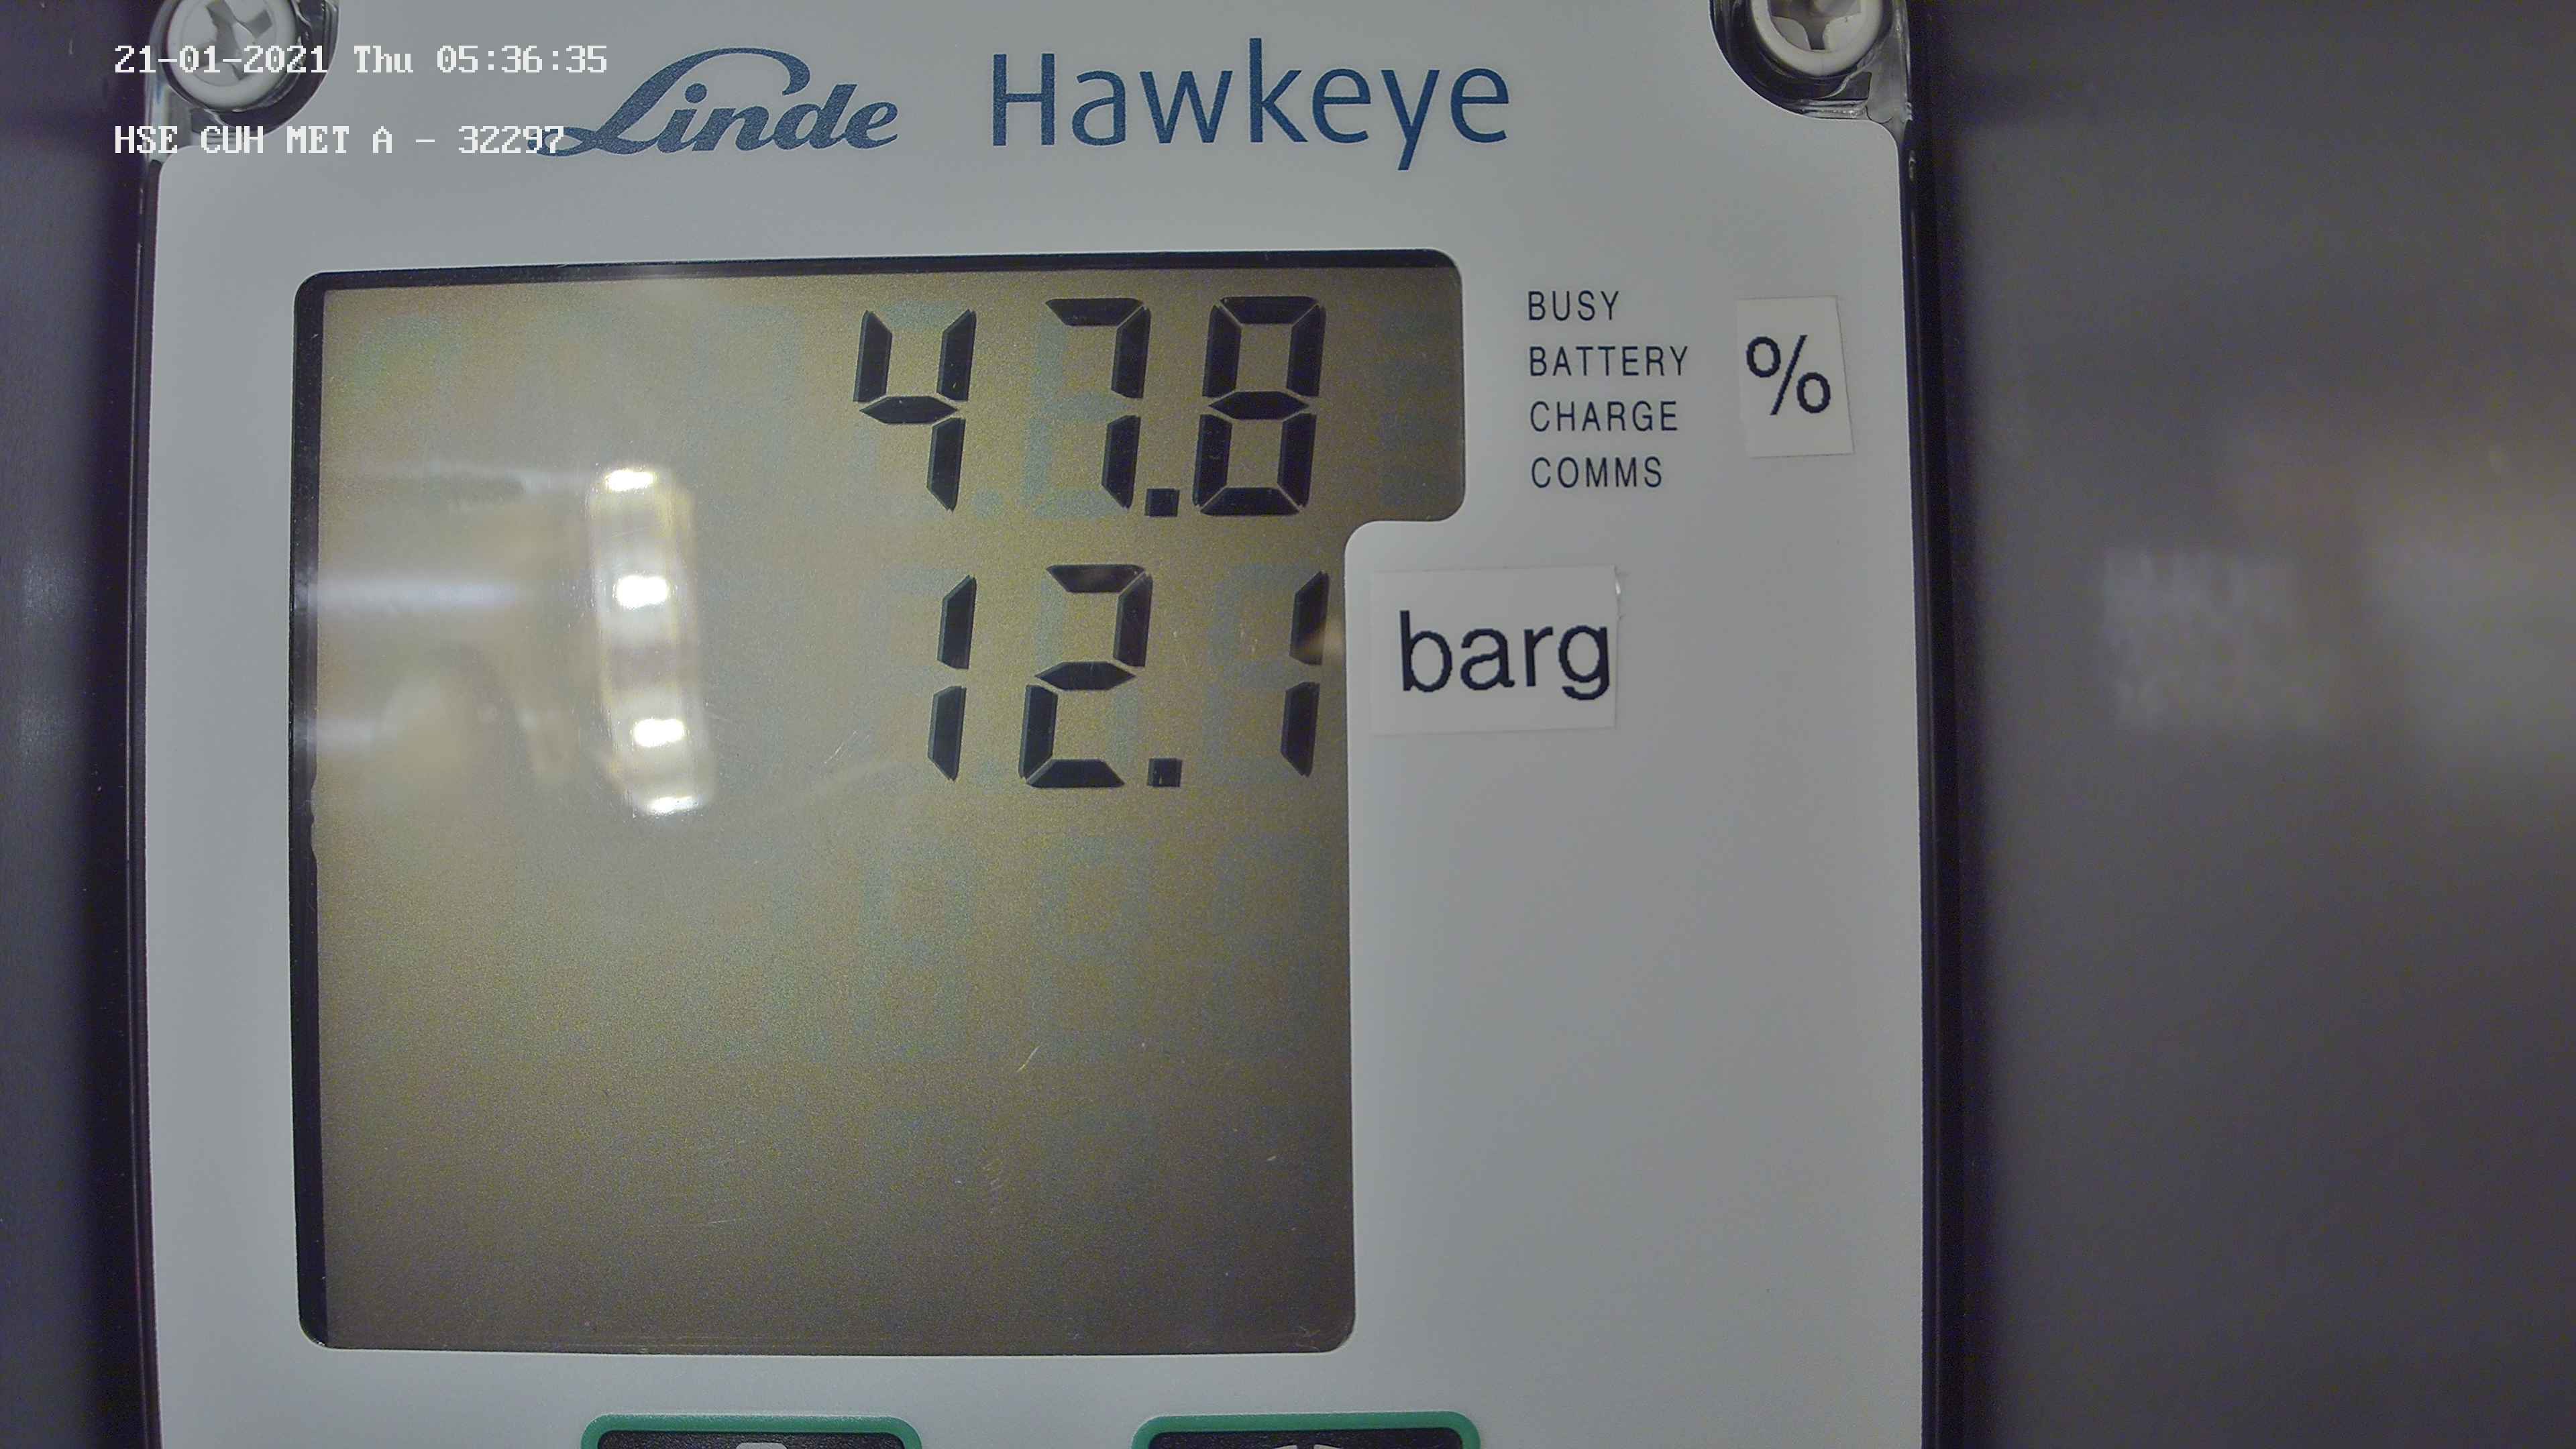 21-01-2021 Thu 05:36:35
HSE CUH MET A - 32297
Linde Hawkeye
47.8
BUSY
BATTERY
CHARGE
COMMS
%
12.1
barg